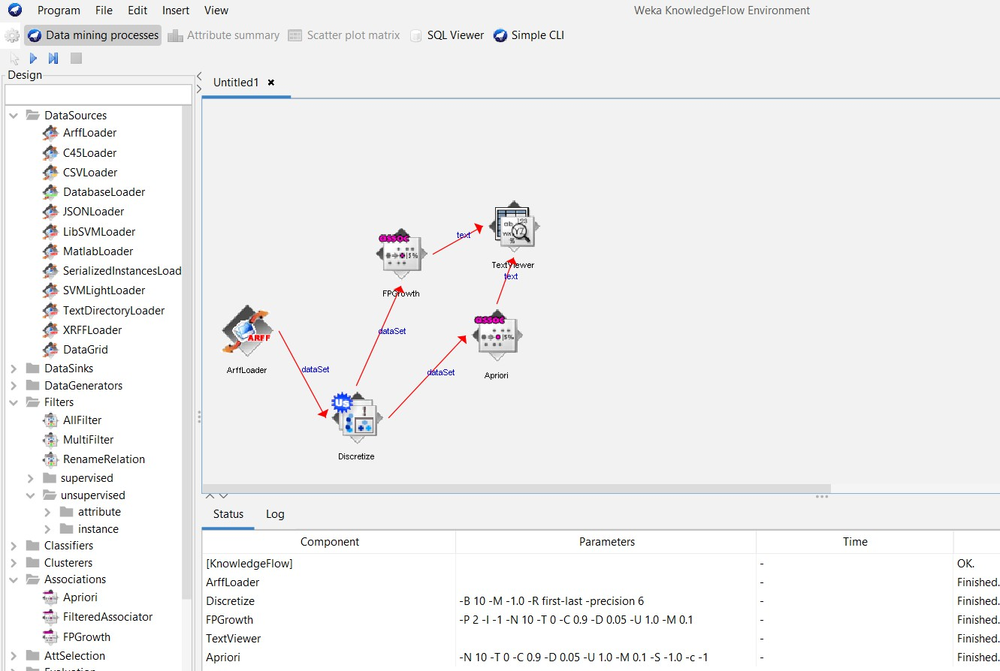 Program File Edit Insert View Weka KnowledgeFlow Environment
Data mining processes Attribute summary Scatter plot matrix SQL Viewer Simple CLI
Design
Untitled1
DataSources
ArffLoader
C45Loader
CSVLoader
DatabaseLoader
JSONLoader
LibSVMLoader
MatlabLoader
SerializedInstancesLoad
SVMLightLoader
TextDirectoryLoader
XRFFLoader
DataGrid
DataSinks
DataGenerators
Filters
AllFilter
MultiFilter
RenameRelation
supervised
unsupervised
attribute
instance
Classifiers
Clusterers
Associations
Apriori
FilteredAssociator
FPGrowth
AttSelection
assoc
FPGrowth
text
TextViewer
text
ARFF
ArffLoader
dataSet
dataSet
dataSet
assoc
Apriori
Us
Discretize
Status Log
Component Parameters Time
[KnowledgeFlow] - OK.
ArffLoader - Finished.
Discretize -B 10 -M -1.0 -R first-last -precision 6 - Finished.
FPGrowth -P 2 -I -1 -N 10 -T 0 -C 0.9 -D 0.05 -U 1.0 -M 0.1 - Finished.
TextViewer - Finished.
Apriori -N 10 -T 0 -C 0.9 -D 0.05 -U 1.0 -M 0.1 -S -1.0 -c -1 - Finished.